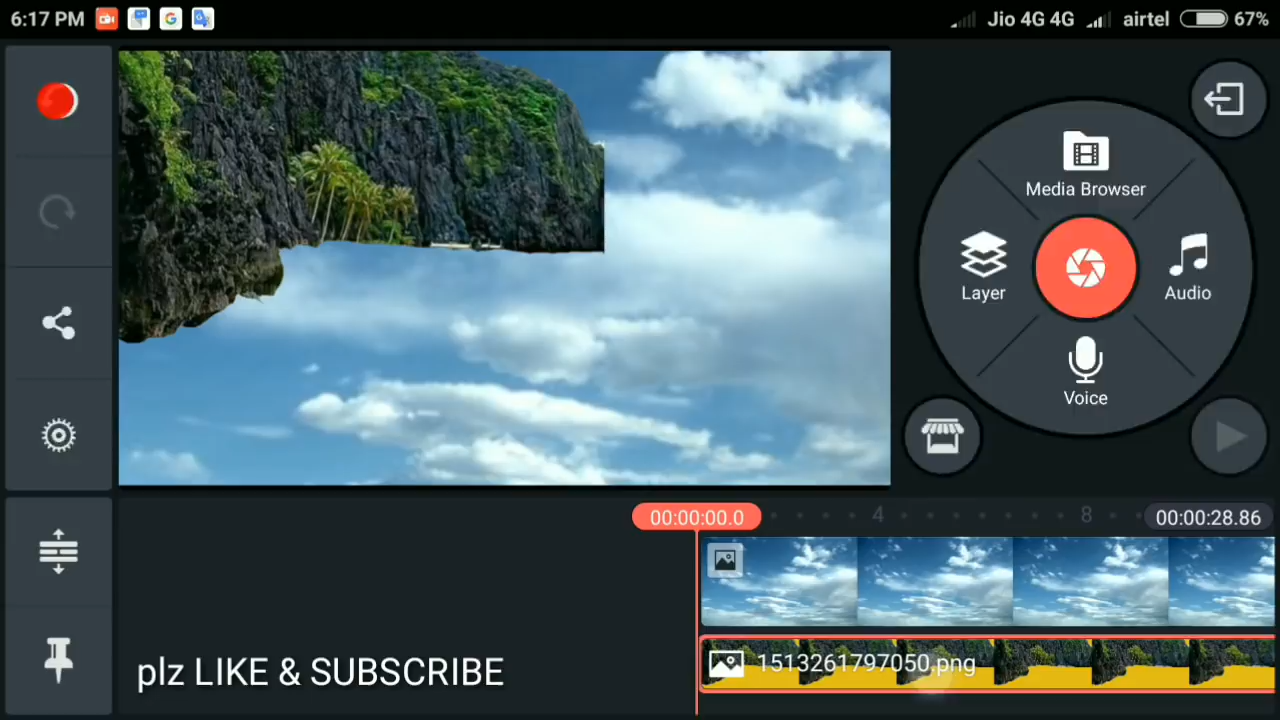 6:17 PM
Jio 4G 4G airtel 67%
Media Browser
Layer
Audio
Voice
00:00:00.0 4 8 00:00:28.86
1513261797050.png
plz LIKE & SUBSCRIBE